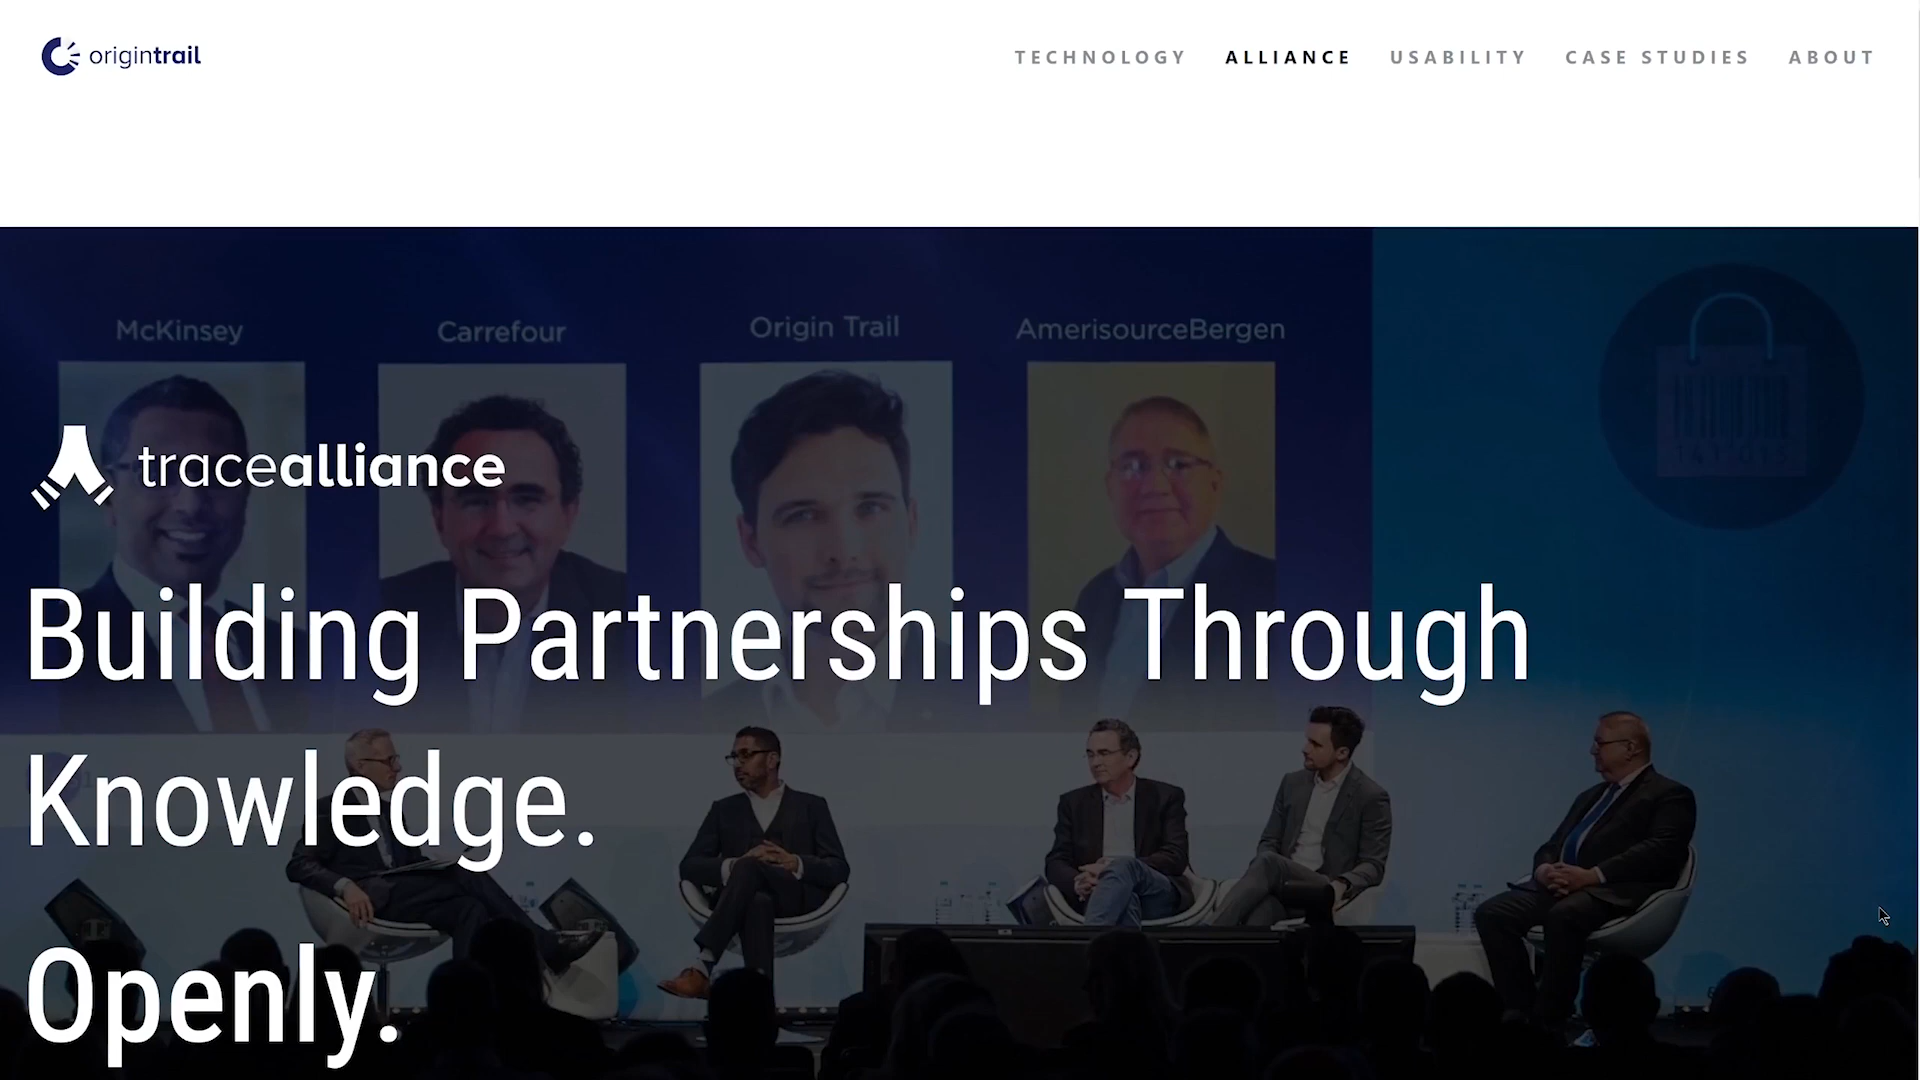 origintrail
TECHNOLOGY ALLIANCE USABILITY CASE STUDIES ABOUT
McKinsey Carrefour Origin Trail AmerisourceBergen
tracealliance
Building Partnerships Through
Knowledge.
Openly.